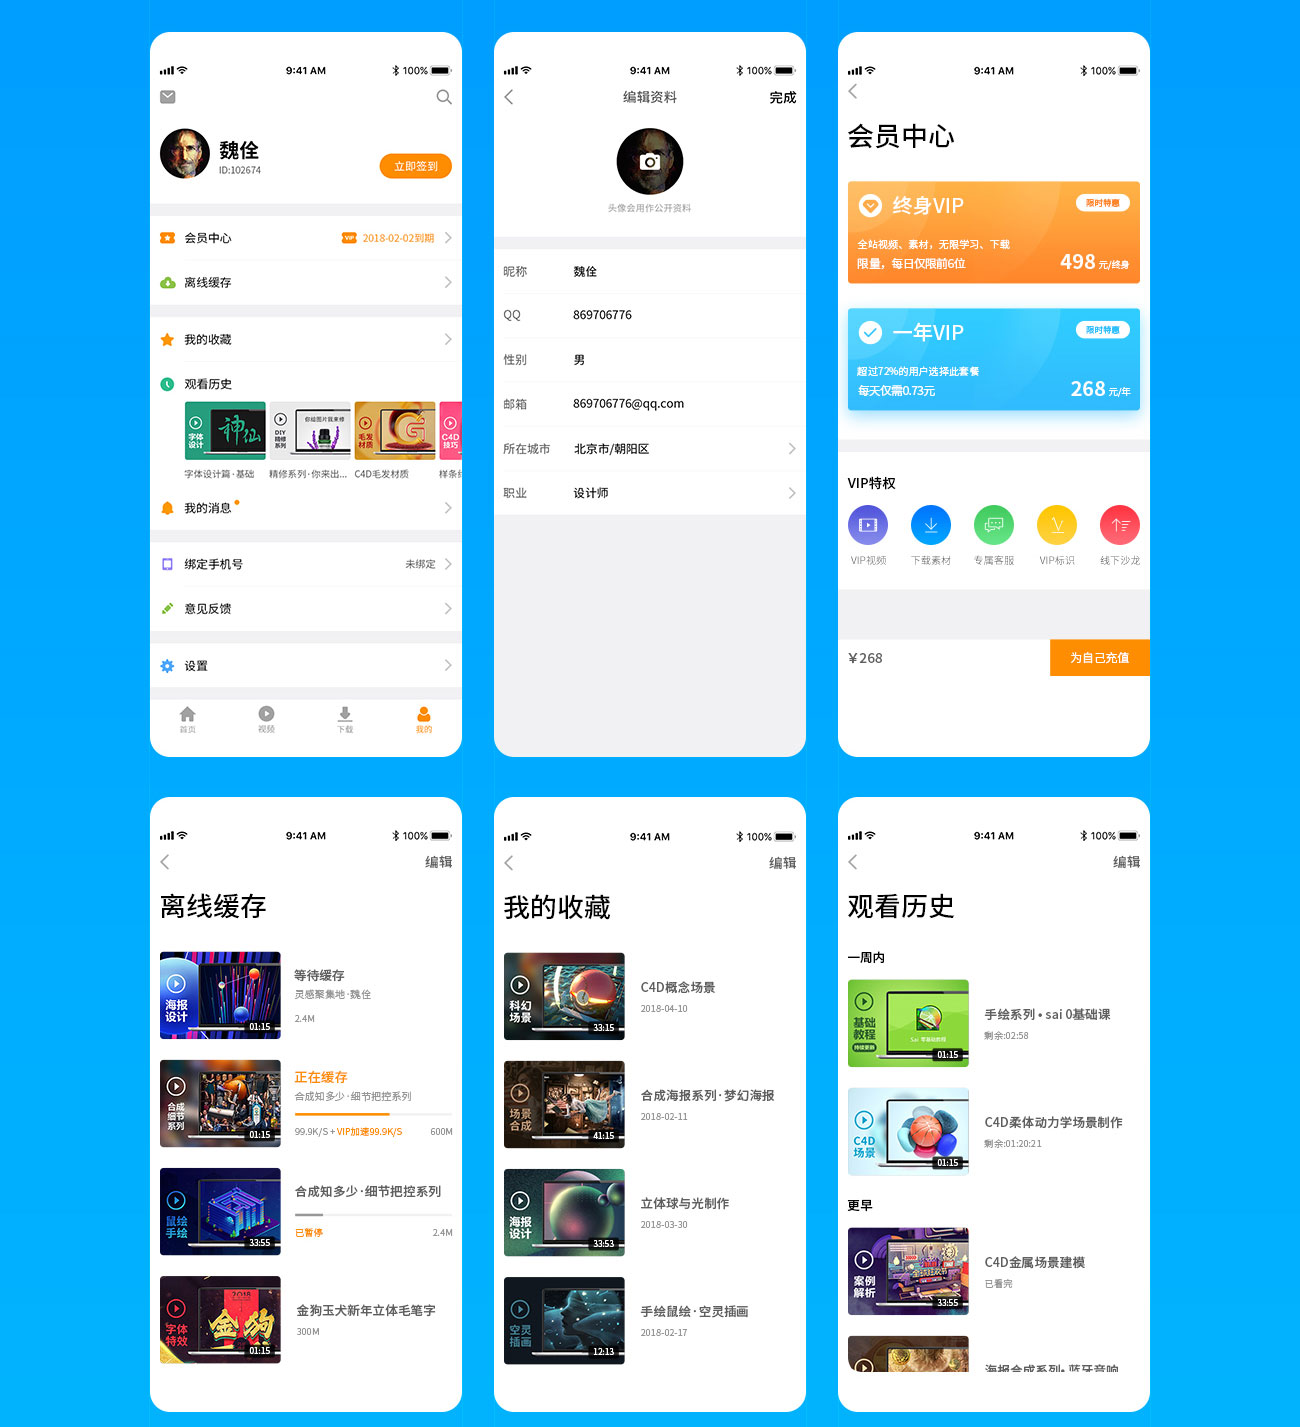 9:41 AM
100%
魏佺
ID:102674
立即签到
会员中心
VIP
2018-02-02到期
离线缓存
我的收藏
观看历史
字体
设计
神仙
DIY
精修
系列
你给图片我来修
毛发
材质
C4D
技巧
字体设计篇·基础
精修系列·你来出...
C4D毛发材质
我的消息
绑定手机号
未绑定
意见反馈
设置
首页
视频
下载
我的
9:41 AM
100%
编辑资料
完成
头像会用作公开资料
昵称
魏佺
QQ
869706776
性别
男
邮箱
869706776@qq.com
所在城市
北京市/朝阳区
职业
设计师
9:41 AM
100%
会员中心
终身VIP
限时特惠
全站视频、素材，无限学习、下载
限量，每日仅限前6位
498 元/终身
一年VIP
限时特惠
超过72%的用户选择此套餐
每天仅需0.73元
268 元/年
VIP特权
VIP视频
下载素材
专属客服
VIP标识
线下沙龙
¥268
为自己充值
9:41 AM
100%
编辑
离线缓存
海报
设计
01:15
等待缓存
灵感聚集地·魏佺
2.4M
合成
细节
系列
01:15
正在缓存
合成知多少·细节把控系列
99.9K/S + VIP加速99.9K/S
600M
鼠绘
手绘
33:55
合成知多少·细节把控系列
已暂停
2.4M
字体
特效
2018
金狗
01:15
金狗玉犬新年立体毛笔字
300M
9:41 AM
100%
编辑
我的收藏
科幻
场景
33:15
C4D概念场景
2018-04-10
场景
合成
41:15
合成海报系列·梦幻海报
2018-02-11
海报
设计
33:53
立体球与光制作
2018-03-30
空灵
插画
12:13
手绘鼠绘·空灵插画
2018-02-17
9:41 AM
100%
编辑
观看历史
一周内
基础
教程
持续更新
Sai 零基础教程
01:15
手绘系列 • sai 0基础课
剩余:02:58
C4D
场景
01:15
C4D柔体动力学场景制作
剩余:01:20:21
更早
案例
解析
33:55
C4D金属场景建模
已看完
海报合成系列• 蓝牙音响